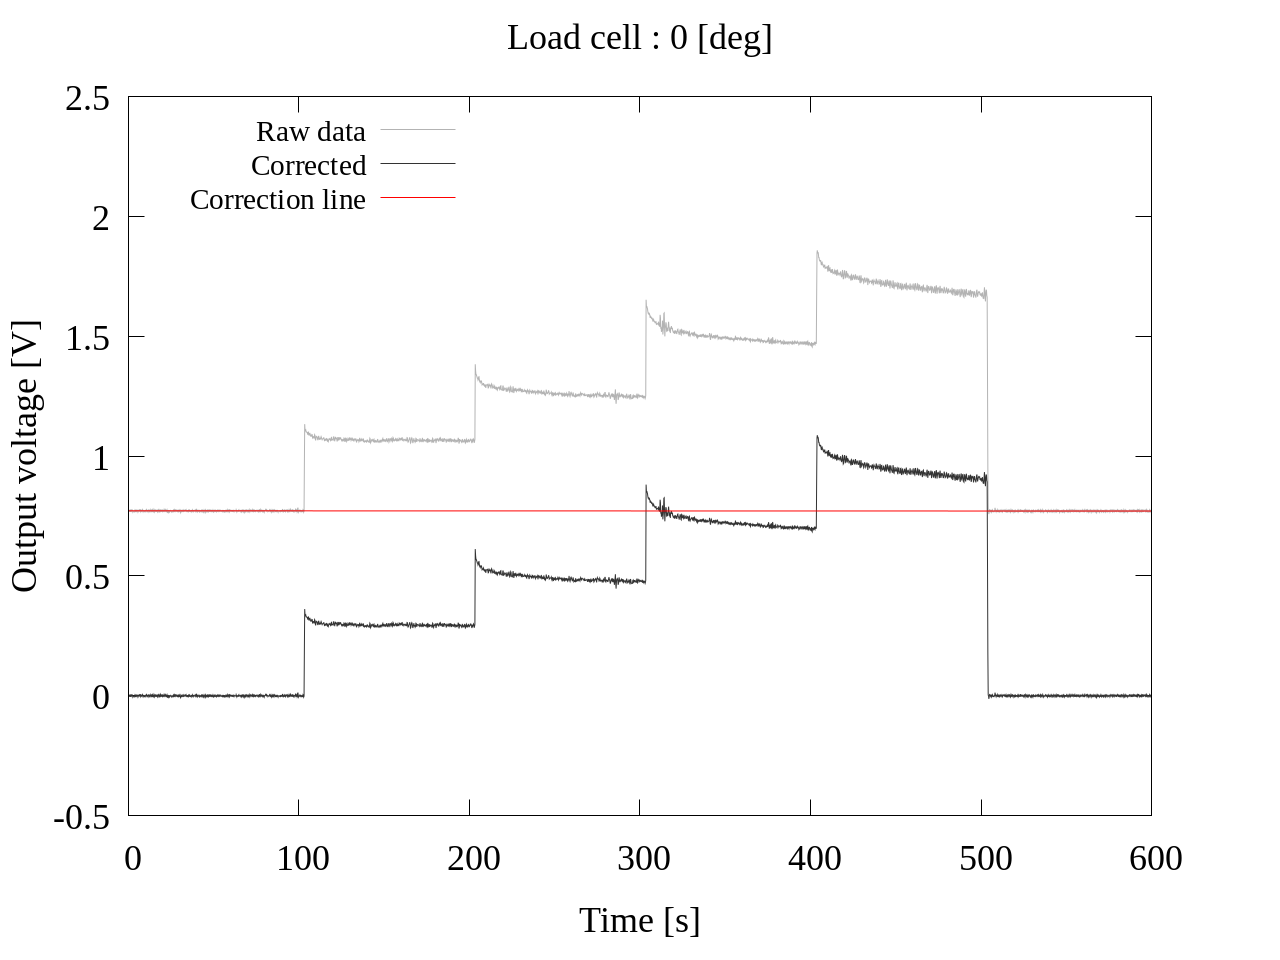 Load cell : 0 [deg]
2.5
2
1.5
1
0.5
0
-0.5
Output voltage [V]
Raw data
Corrected
Correction line
0 100 200 300 400 500 600
Time [s]